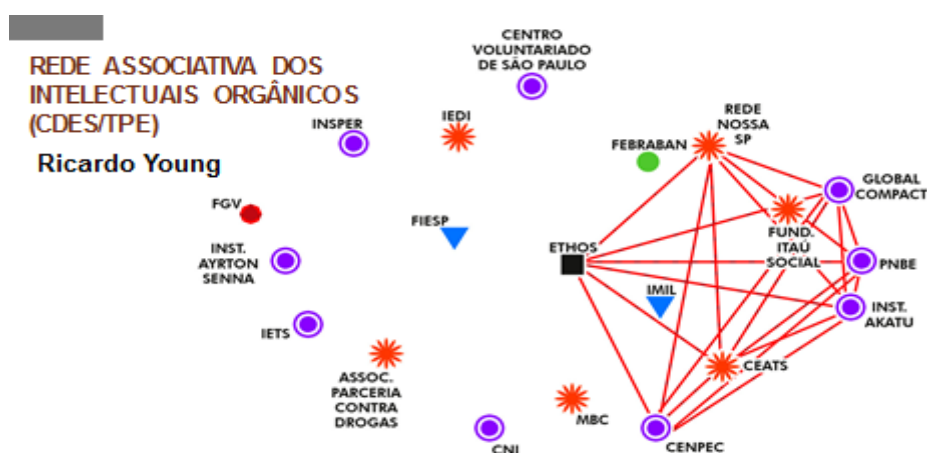 REDE ASSOCIATIVA DOS
INTELECTUAIS ORGÂNICOS
(CDES/TPE)
Ricardo Young
CENTRO
VOLUNTARIADO
DE SÃO PAULO
INSPER
IEDI
REDE
NOSSA
SP
FEBRABAN
GLOBAL
COMPACT
FGV
FIESP
FUND.
ITAÚ
SOCIAL
ETHOS
INST.
AYRTON
SENNA
PNBE
IMIL
INST.
AKATU
IETS
CEATS
ASSOC.
PARCERIA
CONTRA
DROGAS
MBC
CNI
CENPEC